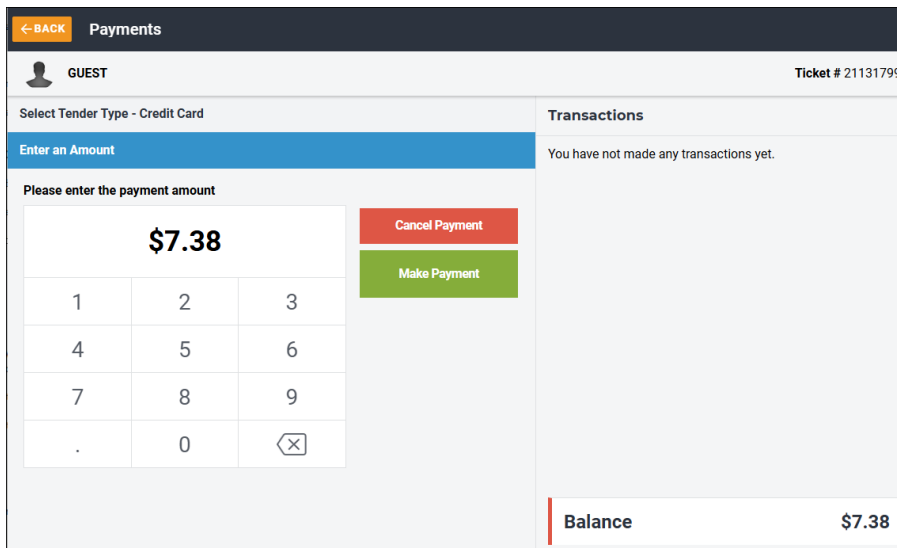 ←BACK Payments
GUEST
Ticket # 21131799
Select Tender Type - Credit Card
Enter an Amount
Please enter the payment amount
$7.38
1 2 3
4 5 6
7 8 9
. 0
Cancel Payment
Make Payment
Transactions
You have not made any transactions yet.
Balance $7.38